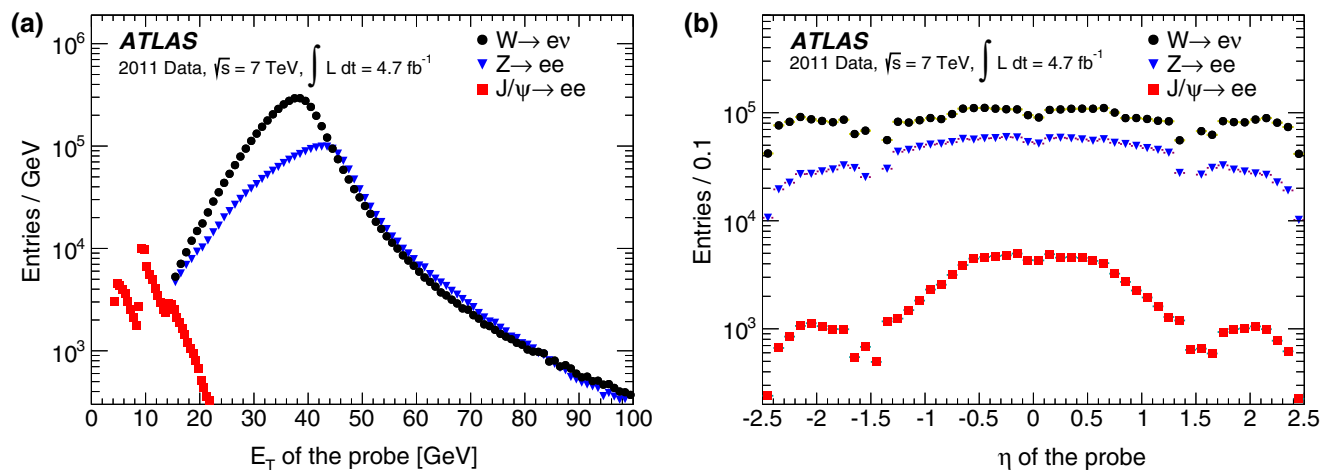 (a)
ATLAS
2011 Data, √s = 7 TeV, ∫ L dt = 4.7 fb⁻¹
W→ eν
Z→ ee
J/ψ→ ee
Entries / GeV
10⁶
10⁵
10⁴
10³
0 10 20 30 40 50 60 70 80 90 100
E_T of the probe [GeV]
(b)
ATLAS
2011 Data, √s = 7 TeV, ∫ L dt = 4.7 fb⁻¹
W→ eν
Z→ ee
J/ψ→ ee
Entries / 0.1
10⁶
10⁵
10⁴
10³
-2.5 -2 -1.5 -1 -0.5 0 0.5 1 1.5 2 2.5
η of the probe